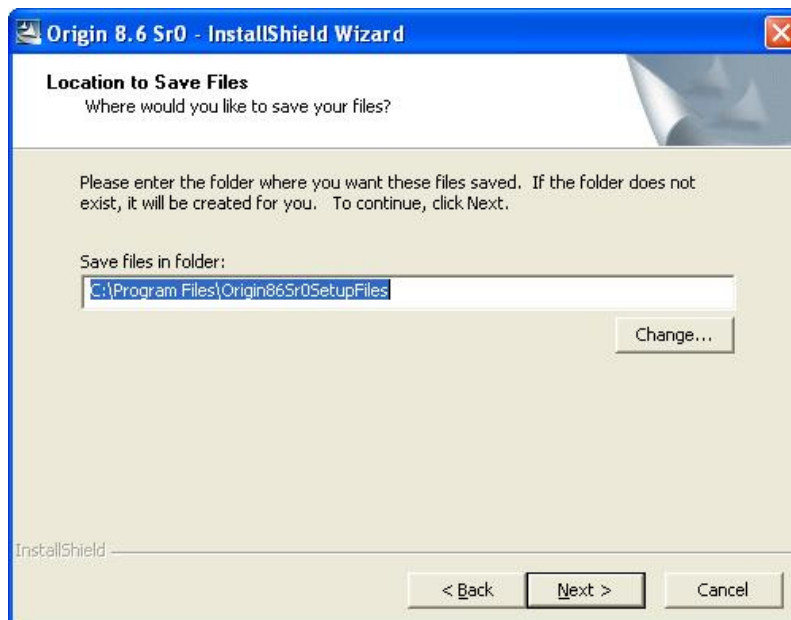 Origin 8.6 Sr0 - InstallShield Wizard
Location to Save Files
Where would you like to save your files?
Please enter the folder where you want these files saved.  If the folder does not
exist, it will be created for you.   To continue, click Next.
Save files in folder:
C:\Program Files\Origin86Sr0SetupFiles
Change...
InstallShield
< Back
Next >
Cancel